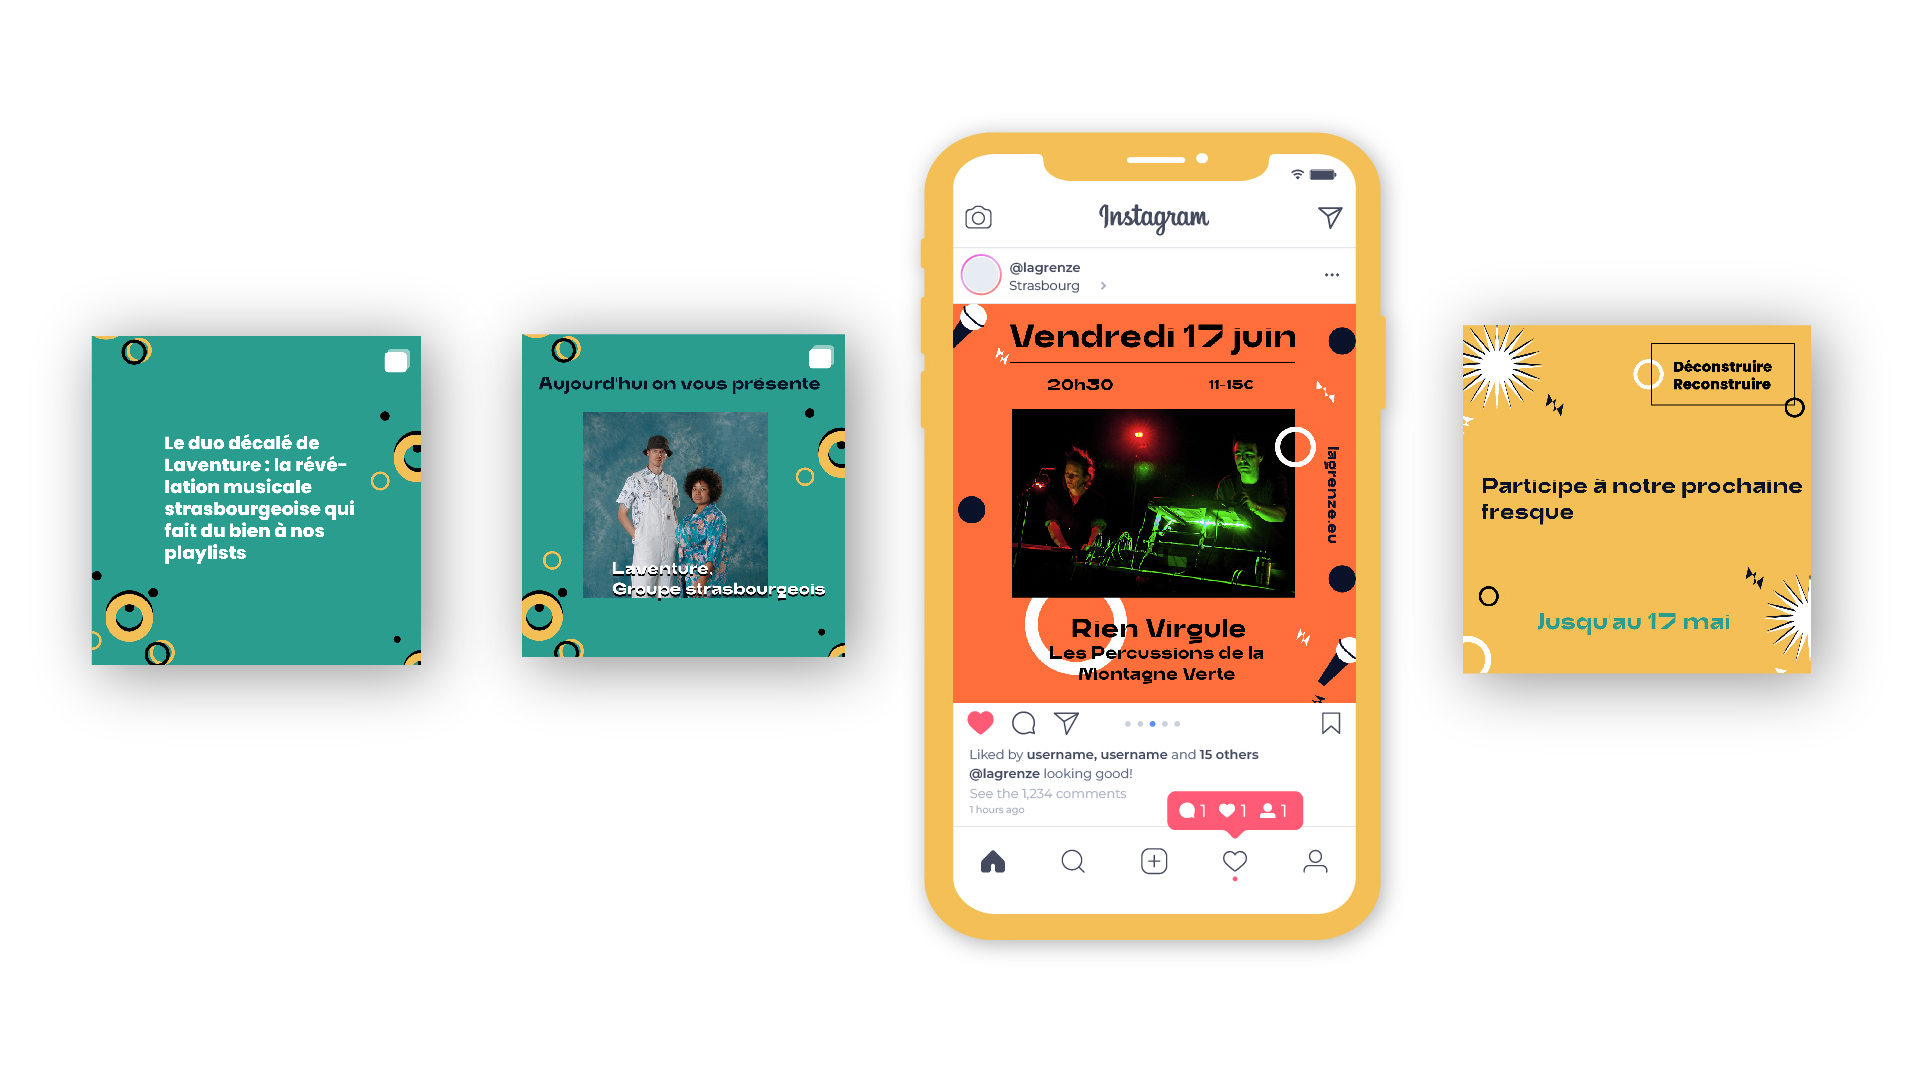 Le duo décalé de
Laventure : la révé-
lation musicale
strasbourgeoise qui
fait du bien à nos
playlists
Aujourd'hui on vous présente
Laventure,
Groupe strasbourgeois
Instagram
@lagrenze
Strasbourg
Vendredi 17 juin
20h30 11-15€
lagrenze.eu
Rien Virgule
Les Percussions de la
Montagne Verte
Liked by username, username and 15 others
@lagrenze looking good!
See the 1,234 comments
1 hours ago
1 1 1
Déconstruire
Reconstruire
Participe à notre prochaine
fresque
Jusqu'au 17 mai